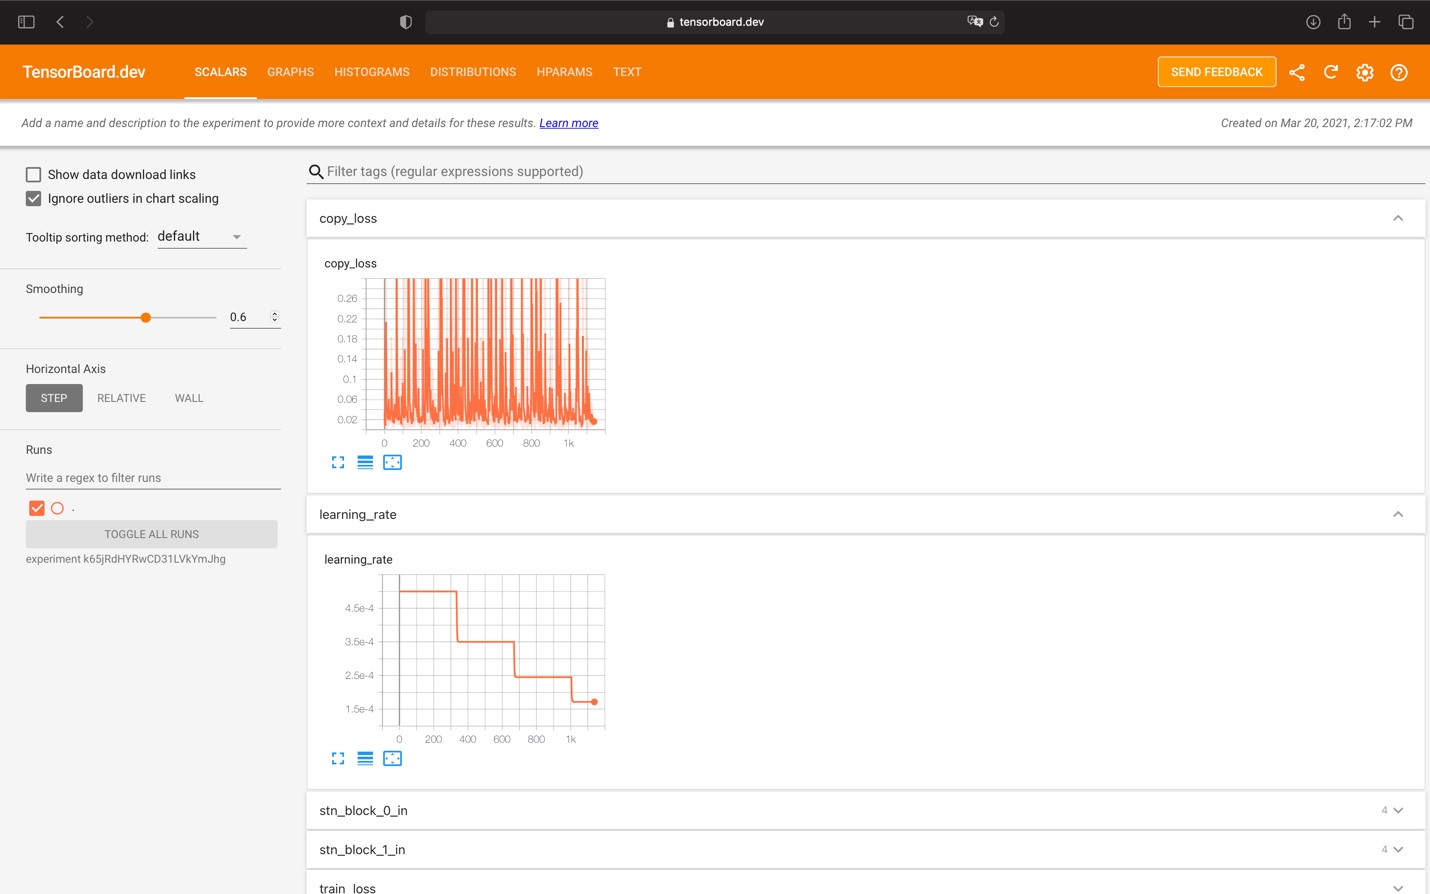 tensorboard.dev
TensorBoard.dev
SCALARS
GRAPHS
HISTOGRAMS
DISTRIBUTIONS
HPARAMS
TEXT
SEND FEEDBACK
Add a name and description to the experiment to provide more context and details for these results. Learn more
Created on Mar 20, 2021, 2:17:02 PM
Show data download links
Ignore outliers in chart scaling
Tooltip sorting method: default
Smoothing
0.6
Horizontal Axis
STEP
RELATIVE
WALL
Runs
Write a regex to filter runs
.
TOGGLE ALL RUNS
experiment k65jRdHYRwCD31LVkYmJhg
Filter tags (regular expressions supported)
copy_loss
copy_loss
0.26
0.22
0.18
0.14
0.1
0.06
0.02
0 200 400 600 800 1k
learning_rate
learning_rate
4.5e-4
3.5e-4
2.5e-4
1.5e-4
0 200 400 600 800 1k
stn_block_0_in
4
stn_block_1_in
4
train_loss